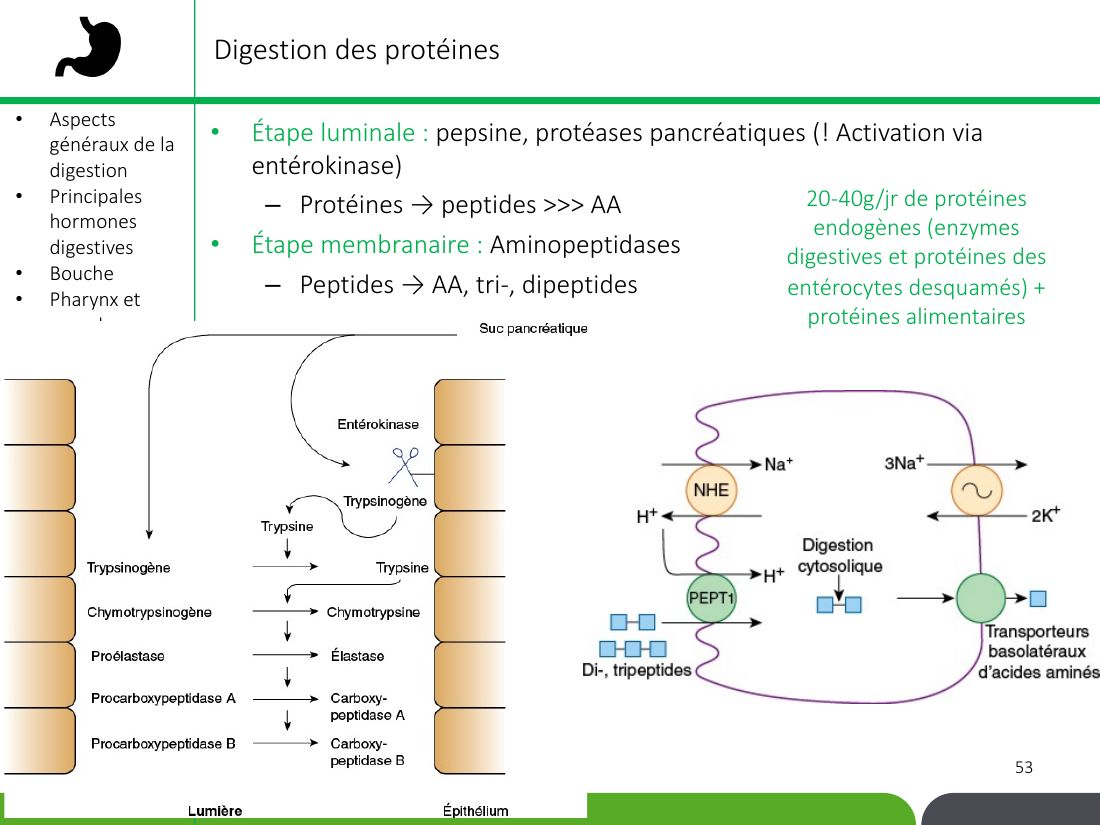 Digestion des protéines
• Aspects
généraux de la
digestion
• Principales
hormones
digestives
• Bouche
• Pharynx et
• Étape luminale : pepsine, protéases pancréatiques (! Activation via
entérokinase)
– Protéines → peptides >>> AA
• Étape membranaire : Aminopeptidases
– Peptides → AA, tri-, dipeptides
20-40g/jr de protéines
endogènes (enzymes
digestives et protéines des
entérocytes desquamés) +
protéines alimentaires
Suc pancréatique
Entérokinase
Trypsinogène
Trypsine
Trypsinogène
Trypsine
Chymotrypsinogène
Chymotrypsine
Proélastase
Élastase
Procarboxypeptidase A
Carboxy-
peptidase A
Procarboxypeptidase B
Carboxy-
peptidase B
Lumière
Épithélium
Na+
NHE
H+
H+
PEPT1
Di-, tripeptides
Digestion
cytosolique
3Na+
2K+
Transporteurs
basolatéraux
d'acides aminés
53